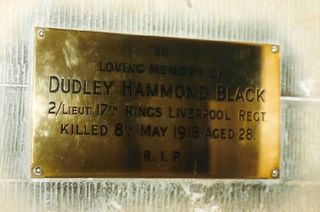 IN
LOVING MEMORY OF
DUDLEY HAMMOND BLACK
2/LIEUT 17TH KINGS LIVERPOOL REGT.
KILLED 8TH MAY 1918 AGED 28.
R.I.P.